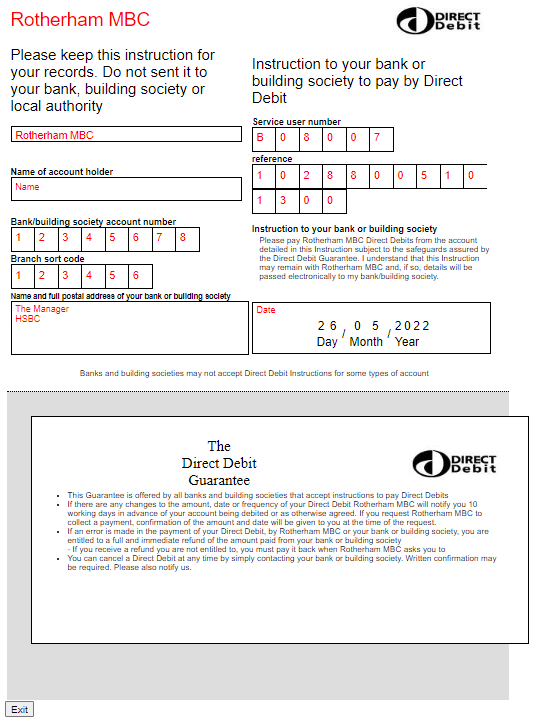 Rotherham MBC
DIRECT
Debit
Please keep this instruction for
your records. Do not sent it to
your bank, building society or
local authority
Instruction to your bank or
building society to pay by Direct
Debit
Rotherham MBC
Service user number
B 0 8 0 0 7
reference
1 0 2 8 8 0 0 5 1 0
1 3 0 0
Name of account holder
Name
Bank/building society account number
1 2 3 4 5 6 7 8
Branch sort code
1 2 3 4 5 6
Instruction to your bank or building society
Please pay Rotherham MBC Direct Debits from the account
detailed in this Instruction subject to the safeguards assured by
the Direct Debit Guarantee. I understand that this Instruction
may remain with Rotherham MBC and, if so, details will be
passed electronically to my bank/building society.
Name and full postal address of your bank or building society
The Manager
HSBC
Date
2 6 / 0 5 / 2 0 2 2
Day Month Year
Banks and building societies may not accept Direct Debit Instructions for some types of account
The
Direct Debit
Guarantee
DIRECT
Debit
• This Guarantee is offered by all banks and building societies that accept instructions to pay Direct Debits
• If there are any changes to the amount, date or frequency of your Direct Debit Rotherham MBC will notify you 10
working days in advance of your account being debited or as otherwise agreed. If you request Rotherham MBC to
collect a payment, confirmation of the amount and date will be given to you at the time of the request.
• If an error is made in the payment of your Direct Debit, by Rotherham MBC or your bank or building society, you are
entitled to a full and immediate refund of the amount paid from your bank or building society
- If you receive a refund you are not entitled to, you must pay it back when Rotherham MBC asks you to
• You can cancel a Direct Debit at any time by simply contacting your bank or building society. Written confirmation may
be required. Please also notify us.
Exit